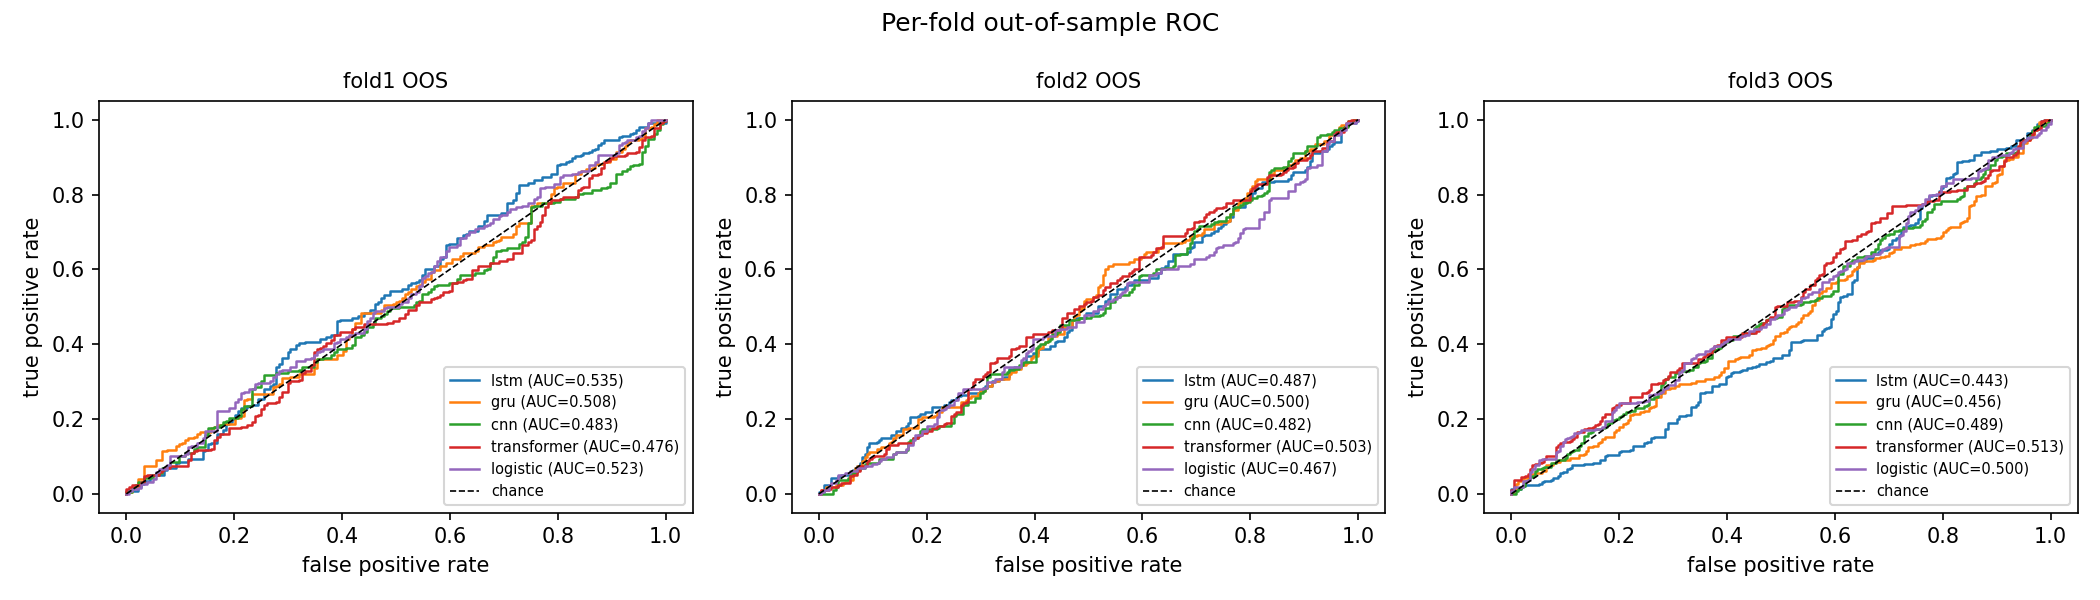 Per-fold out-of-sample ROC
fold1 OOS
true positive rate
1.0
0.8
0.6
0.4
0.2
0.0
lstm (AUC=0.535)
gru (AUC=0.508)
cnn (AUC=0.483)
transformer (AUC=0.476)
logistic (AUC=0.523)
chance
0.0 0.2 0.4 0.6 0.8 1.0
false positive rate
fold2 OOS
true positive rate
1.0
0.8
0.6
0.4
0.2
0.0
lstm (AUC=0.487)
gru (AUC=0.500)
cnn (AUC=0.482)
transformer (AUC=0.503)
logistic (AUC=0.467)
chance
0.0 0.2 0.4 0.6 0.8 1.0
false positive rate
fold3 OOS
true positive rate
1.0
0.8
0.6
0.4
0.2
0.0
lstm (AUC=0.443)
gru (AUC=0.456)
cnn (AUC=0.489)
transformer (AUC=0.513)
logistic (AUC=0.500)
chance
0.0 0.2 0.4 0.6 0.8 1.0
false positive rate